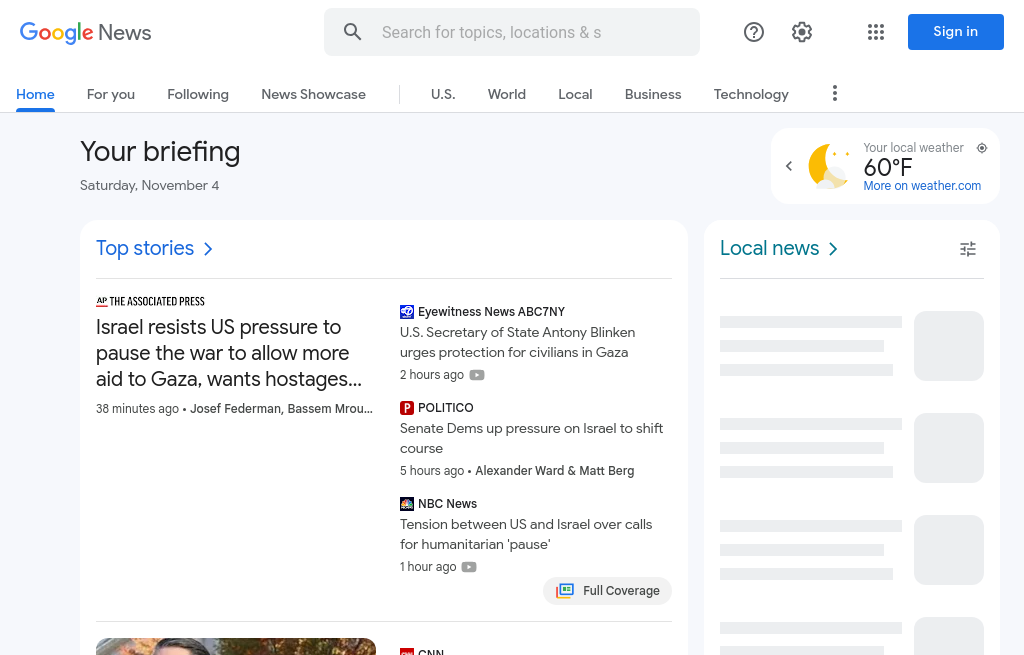 Google News
Search for topics, locations & s
Sign in
Home
For you
Following
News Showcase
U.S.
World
Local
Business
Technology
Your briefing
Saturday, November 4
Your local weather
60°F
More on weather.com
Top stories
AP THE ASSOCIATED PRESS
Israel resists US pressure to
pause the war to allow more
aid to Gaza, wants hostages...
38 minutes ago • Josef Federman, Bassem Mrou...
Eyewitness News ABC7NY
U.S. Secretary of State Antony Blinken
urges protection for civilians in Gaza
2 hours ago
POLITICO
Senate Dems up pressure on Israel to shift
course
5 hours ago • Alexander Ward & Matt Berg
NBC News
Tension between US and Israel over calls
for humanitarian 'pause'
1 hour ago
Full Coverage
CNN
Local news